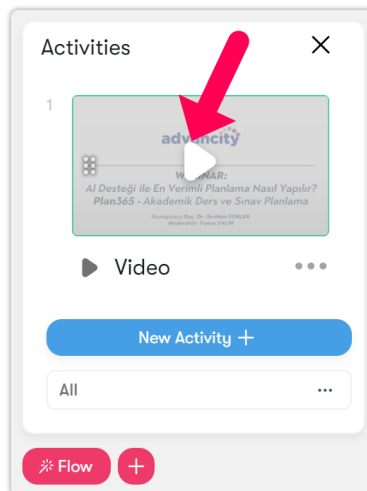 Activities
1
advancity
WEBINAR:
AI Desteği ile En Verimli Planlama Nasıl Yapılır?
Plan365 - Akademik Ders ve Sınav Planlama
Video
New Activity
All
Flow